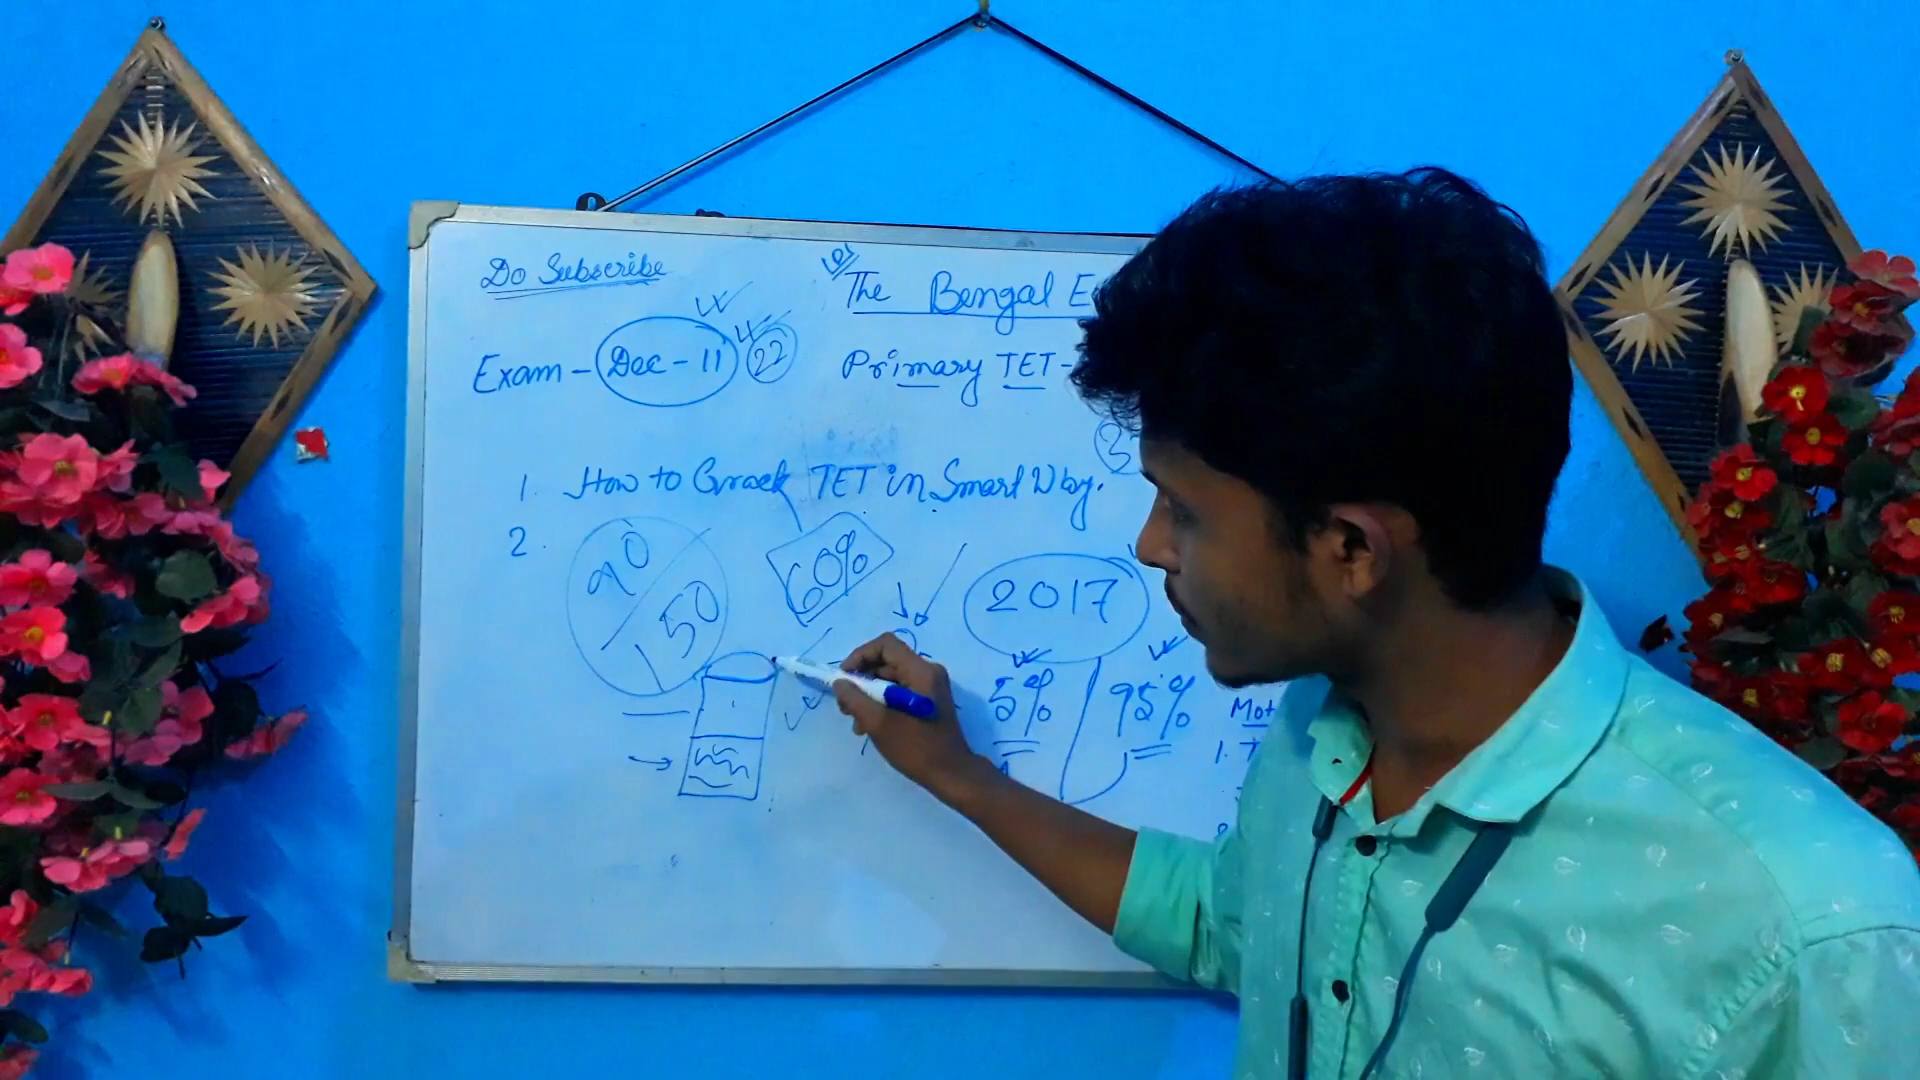 Do Subscribe
The Bengal E
Exam - Dec - 11 22
Primary TET -
1. How to Crack TET in Smart Way.
2.
90/150
60%
2017
5% 95%
Mot
1.